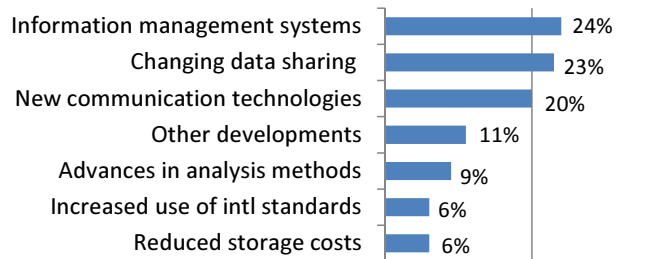 Information management systems 24%
Changing data sharing 23%
New communication technologies 20%
Other developments 11%
Advances in analysis methods 9%
Increased use of intl standards 6%
Reduced storage costs 6%